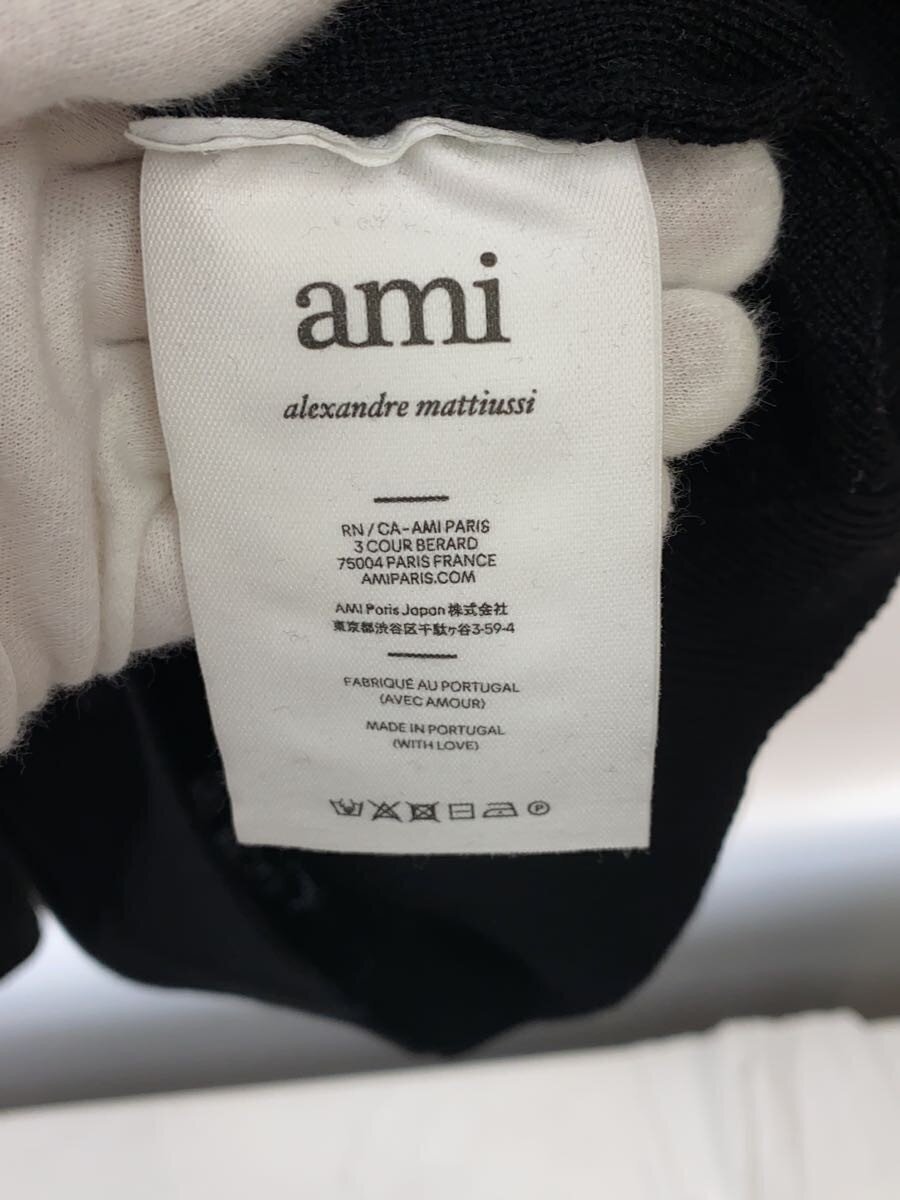 ami
alexandre mattiussi
RN / CA-AMI PARIS
3 COUR BERARD
75004 PARIS FRANCE
AMIPARIS.COM
AMI Paris Japan 株式会社
東京都渋谷区千駄ヶ谷3-59-4
FABRIQUÉ AU PORTUGAL
(AVEC AMOUR)
MADE IN PORTUGAL
(WITH LOVE)
P